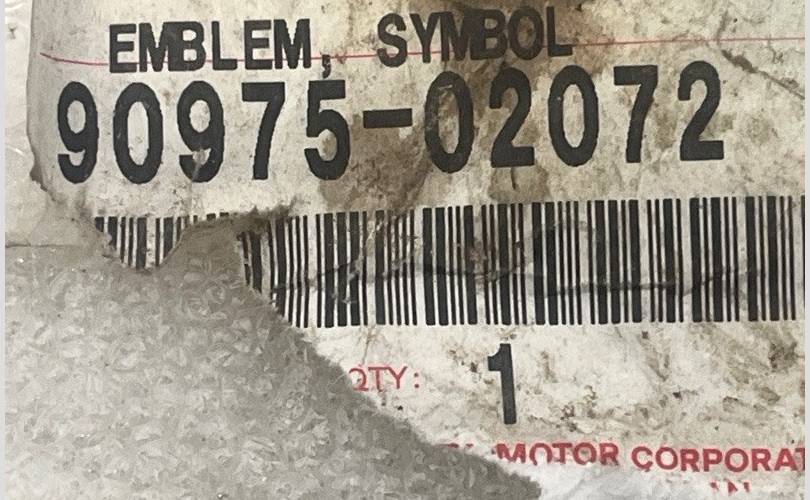 EMBLEM, SYMBOL
90975-02072
QTY: 1
MOTOR CORPORAT